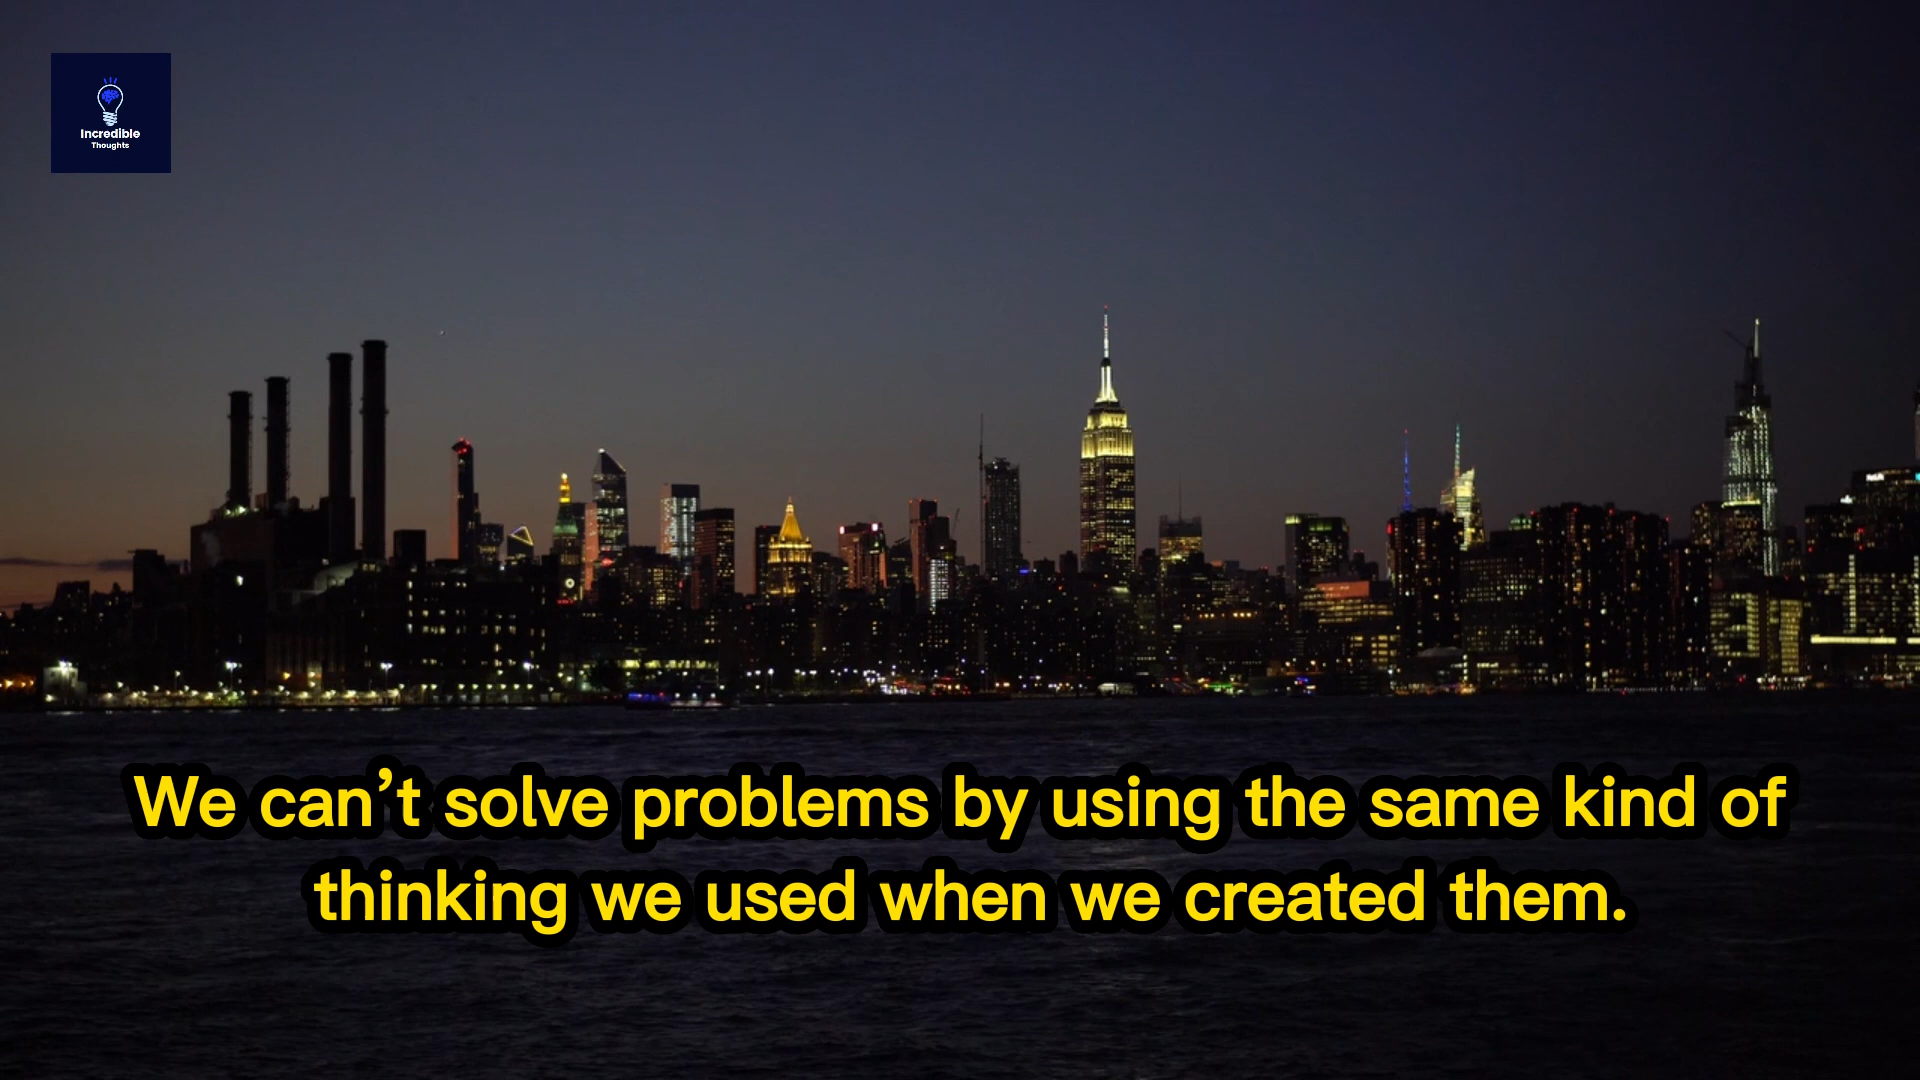 Incredible
Thoughts
We can’t solve problems by using the same kind of
thinking we used when we created them.